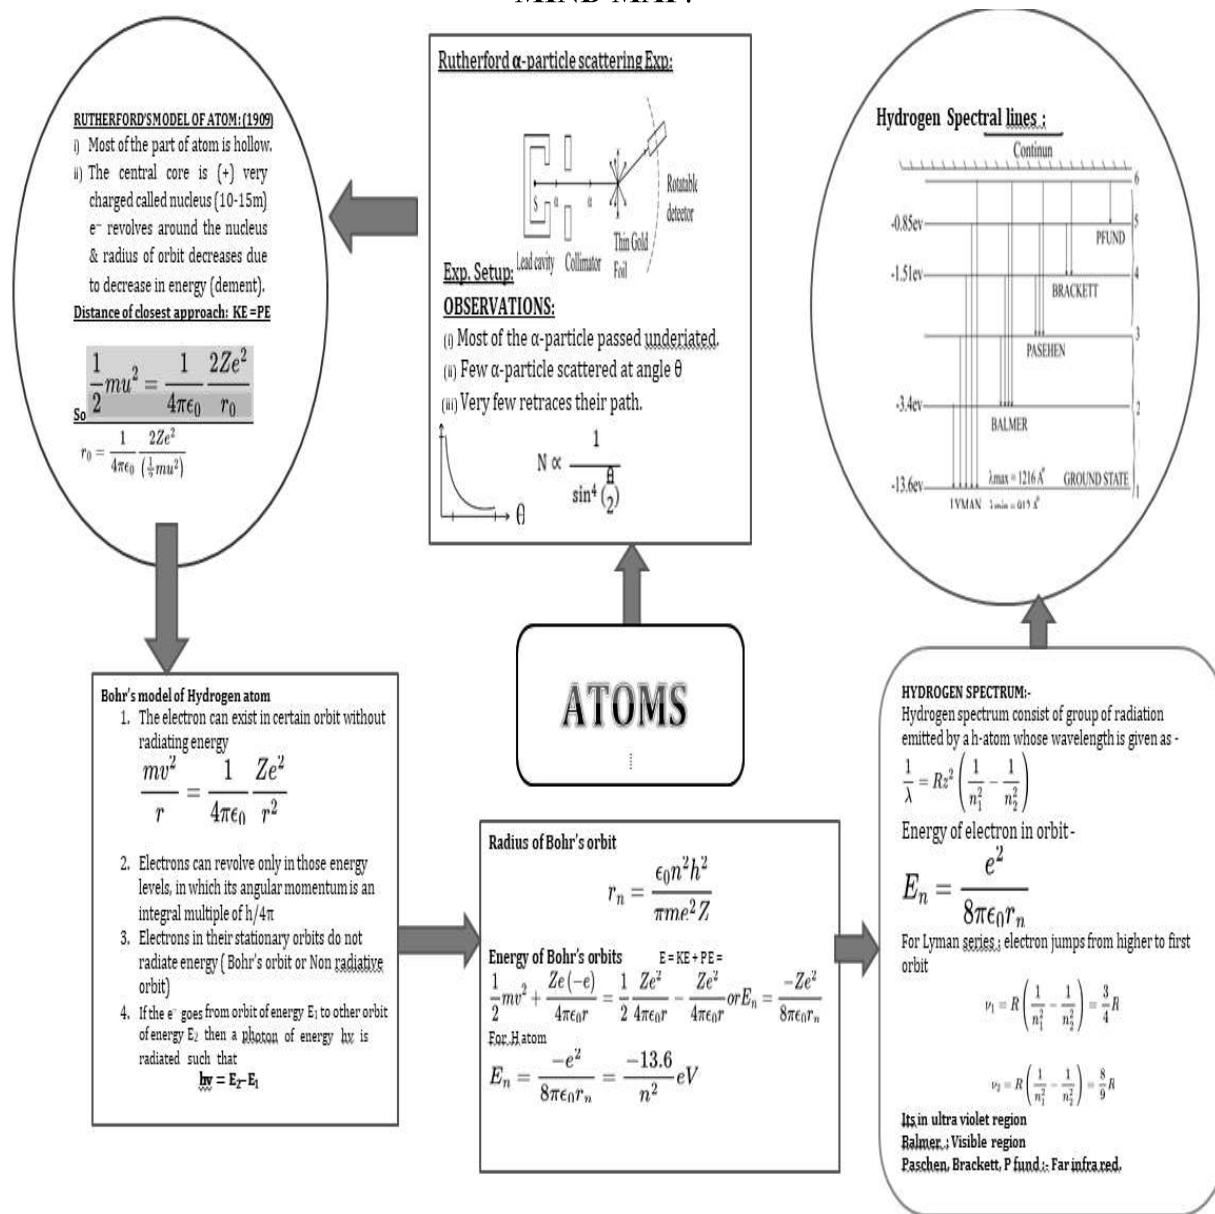 MIND MAP:
RUTHERFORD'S MODEL OF ATOM: (1909)
i) Most of the part of atom is hollow.
ii) The central core is (+) very
charged called nucleus (10-15m)
e⁻ revolves around the nucleus
& radius of orbit decreases due
to decrease in energy (dement).
Distance of closest approach: KE =PE
1/2 mu² = 1/4πϵ₀ 2Ze²/r₀
So
r₀ = 1/4πϵ₀ 2Ze²/(½mu²)
Rutherford α-particle scattering Exp:
S α α
Rotatable
detector
Thin Gold
Foil
Lead cavity Collimator
Exp. Setup:
OBSERVATIONS:
(i) Most of the α-particle passed underiated.
(ii) Few α-particle scattered at angle θ
(iii) Very few retraces their path.
N ∝ 1/sin⁴(θ/2)
θ
Hydrogen Spectral lines :
Continun
6
-0.85ev 5
PFUND
-1.51ev 4
BRACKETT
3
PASEHEN
-3.4ev 2
BALMER
λmax = 1216 A° GROUND STATE
-13.6ev 1
LYMAN λmin = 912 A°
ATOMS
Bohr's model of Hydrogen atom
1. The electron can exist in certain orbit without
radiating energy
mv²/r = 1/4πϵ₀ Ze²/r²
2. Electrons can revolve only in those energy
levels, in which its angular momentum is an
integral multiple of h/4π
3. Electrons in their stationary orbits do not
radiate energy ( Bohr's orbit or Non radiative
orbit)
4. If the e⁻ goes from orbit of energy E₁ to other orbit
of energy E₂ then a photon of energy hv is
radiated such that
hv = E₂–E₁
Radius of Bohr's orbit
rₙ = ϵ₀n²h²/πme²Z
Energy of Bohr's orbits E = KE + PE =
1/2 mv² + Ze(−e)/4πϵ₀r = 1/2 Ze²/4πϵ₀r − Ze²/4πϵ₀r orEₙ = −Ze²/8πϵ₀rₙ
For H atom
Eₙ = −e²/8πϵ₀rₙ = −13.6/n² eV
HYDROGEN SPECTRUM:-
Hydrogen spectrum consist of group of radiation
emitted by a h-atom whose wavelength is given as -
1/λ = Rz² (1/n₁² − 1/n₂²)
Energy of electron in orbit -
Eₙ = e²/8πϵ₀rₙ
For Lyman series : electron jumps from higher to first
orbit
ν₁ = R (1/n₁² − 1/n₂²) = 3/4 R
ν₂ = R (1/n₁² − 1/n₂²) = 8/9 R
Its in ultra violet region
Balmer : Visible region
Paschen, Brackett, P fund :- Far infra red.